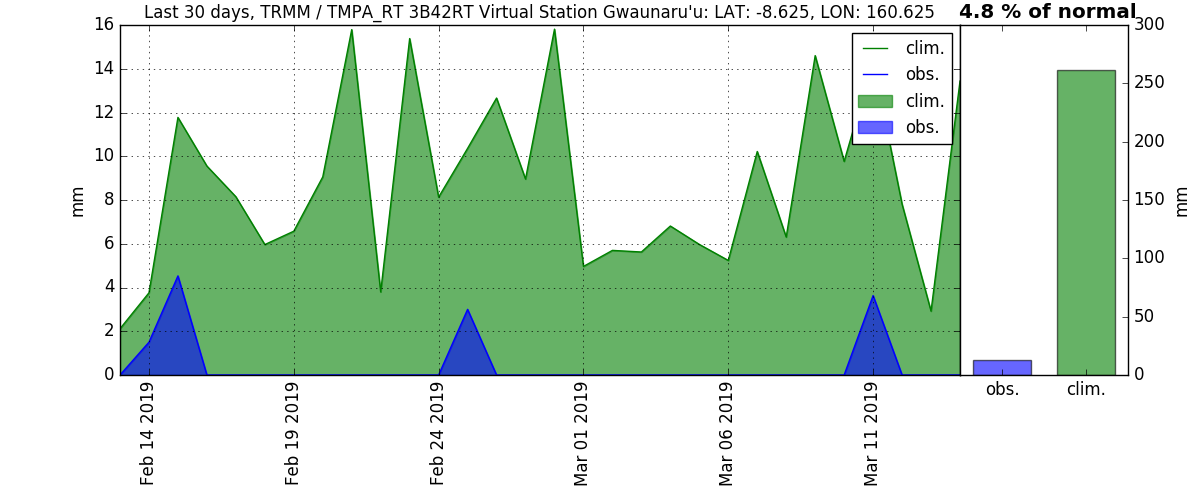 Last 30 days, TRMM / TMPA_RT 3B42RT Virtual Station Gwaunaru'u: LAT: -8.625, LON: 160.625
4.8 % of normal
16
14
12
10
8
6
4
2
0
mm
clim.
obs.
clim.
obs.
Feb 14 2019
Feb 19 2019
Feb 24 2019
Mar 01 2019
Mar 06 2019
Mar 11 2019
300
250
200
150
100
50
0
mm
obs.
clim.